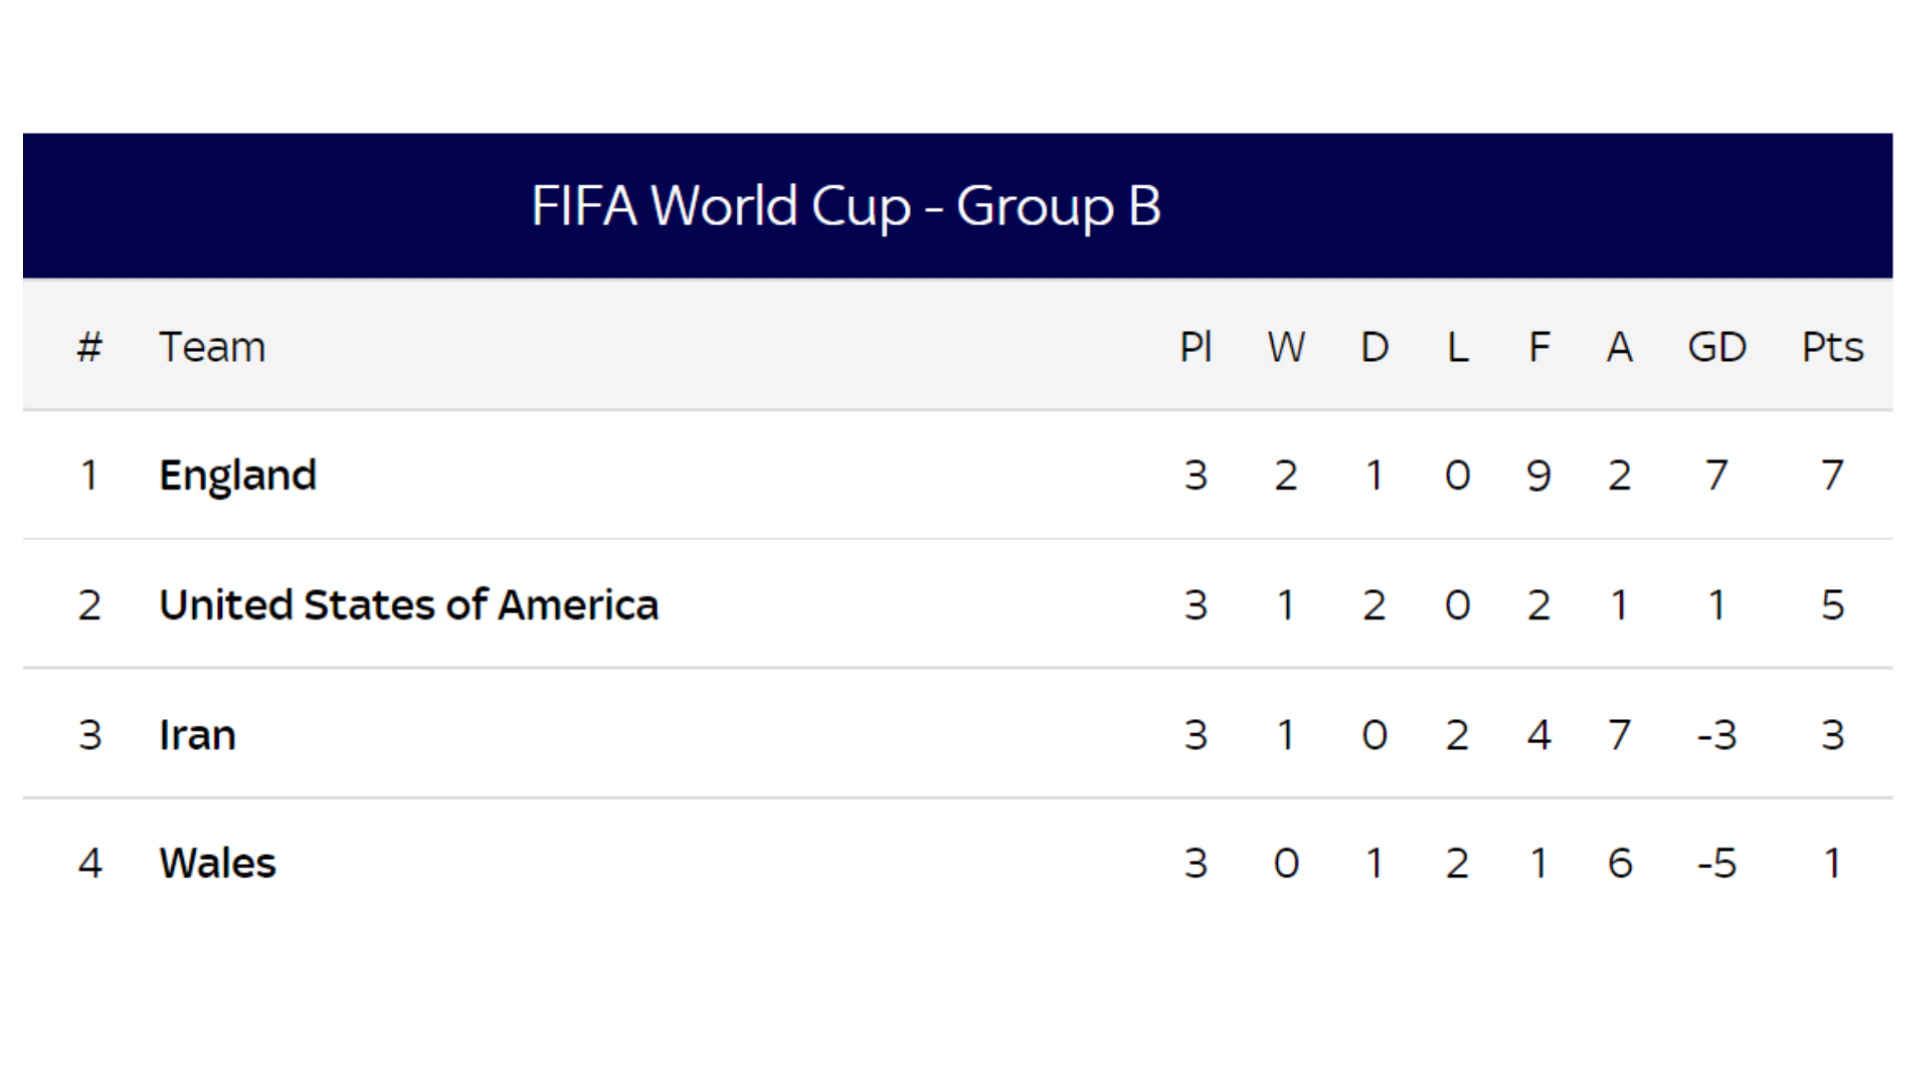 FIFA World Cup - Group B
# Team Pl W D L F A GD Pts
1 England 3 2 1 0 9 2 7 7
2 United States of America 3 1 2 0 2 1 1 5
3 Iran 3 1 0 2 4 7 -3 3
4 Wales 3 0 1 2 1 6 -5 1